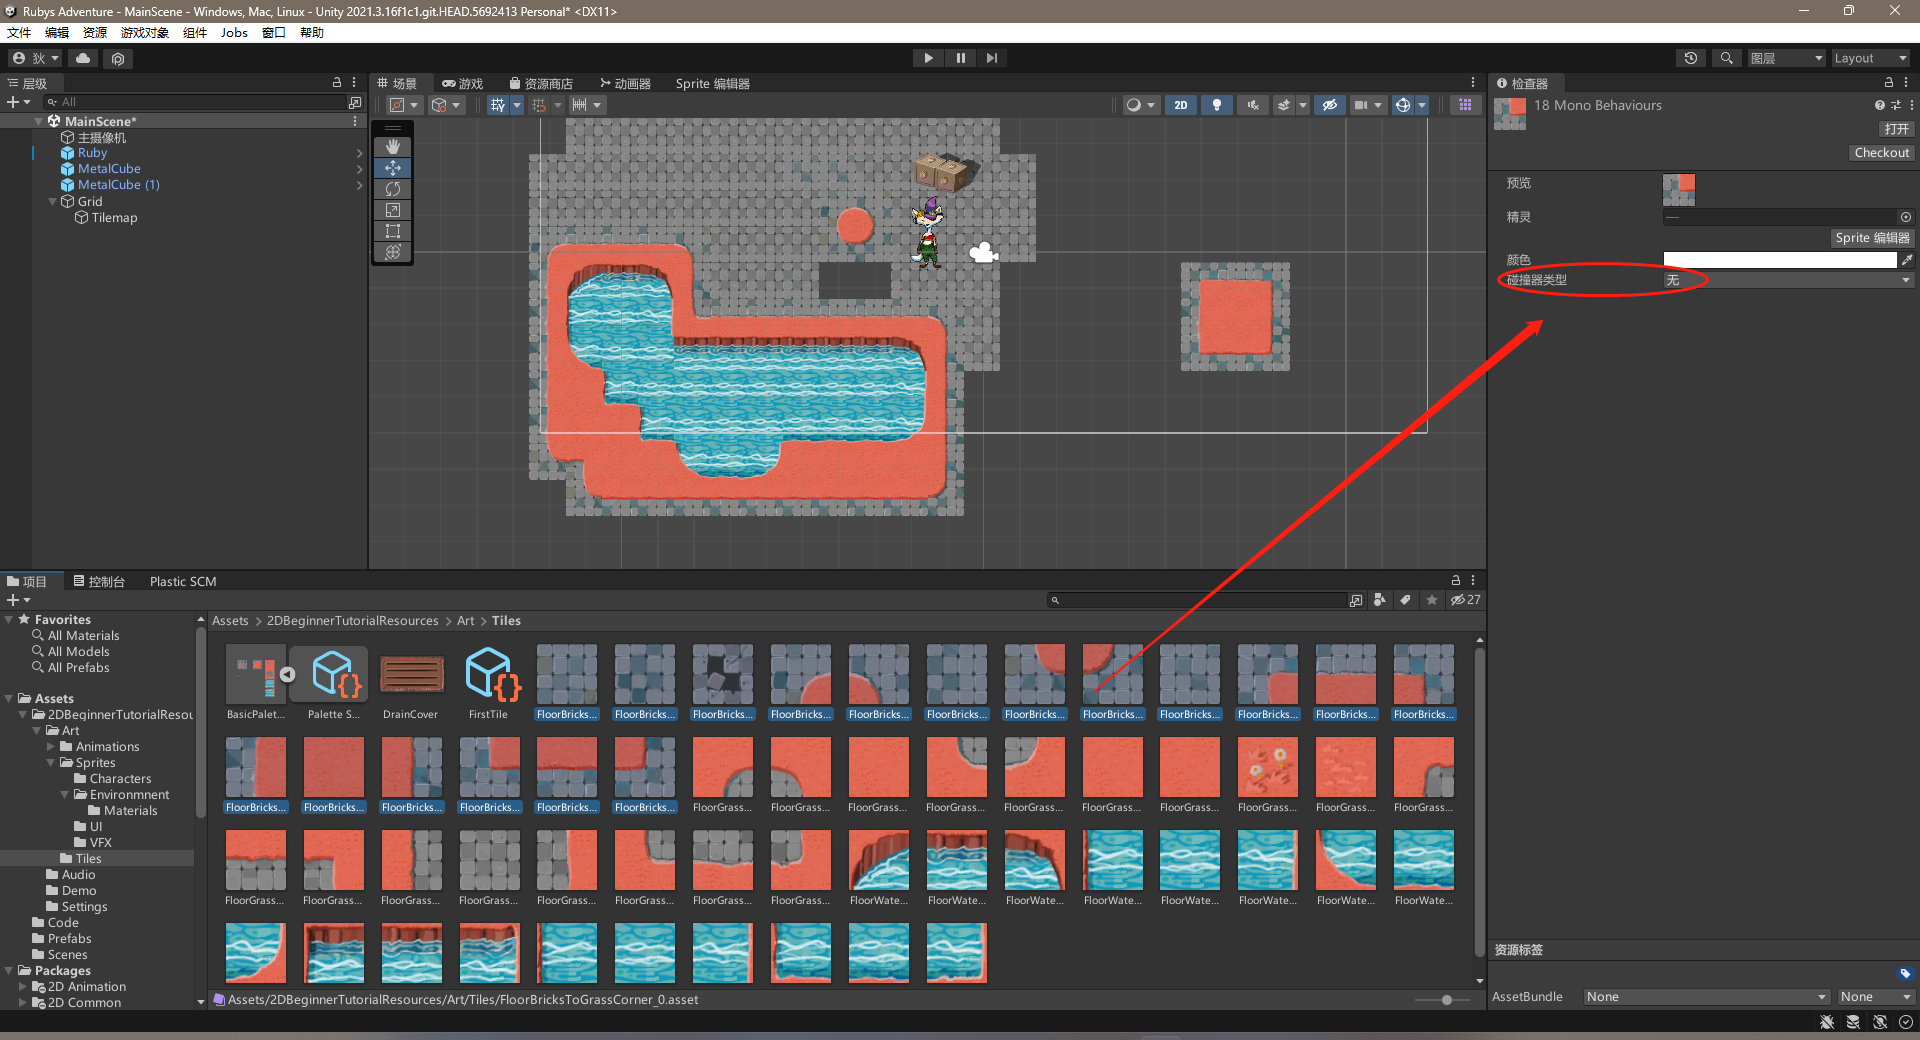 Rubys Adventure - MainScene - Windows, Mac, Linux - Unity 2021.3.16f1c1.git.HEAD.5692413 Personal* <DX11>
文件 编辑 资源 游戏对象 组件 Jobs 窗口 帮助
狄
图层
Layout
层级
All
MainScene*
主摄像机
Ruby
MetalCube
MetalCube (1)
Grid
Tilemap
场景 游戏 资源商店 动画器 Sprite 编辑器
2D
检查器
18 Mono Behaviours
打开
Checkout
预览
精灵
—
Sprite 编辑器
颜色
碰撞器类型 无
项目 控制台 Plastic SCM
27
Favorites
All Materials
All Models
All Prefabs
Assets
2DBeginnerTutorialResou
Art
Animations
Sprites
Characters
Environmnent
Materials
UI
VFX
Tiles
Audio
Demo
Settings
Code
Prefabs
Scenes
Packages
2D Animation
2D Common
Assets > 2DBeginnerTutorialResources > Art > Tiles
BasicPalet... Palette S... DrainCover FirstTile FloorBricks... FloorBricks... FloorBricks... FloorBricks... FloorBricks... FloorBricks... FloorBricks... FloorBricks... FloorBricks... FloorBricks... FloorBricks... FloorBricks...
FloorBricks... FloorBricks... FloorBricks... FloorBricks... FloorBricks... FloorBricks... FloorGrass... FloorGrass... FloorGrass... FloorGrass... FloorGrass... FloorGrass... FloorGrass... FloorGrass... FloorGrass... FloorGrass...
FloorGrass... FloorGrass... FloorGrass... FloorGrass... FloorGrass... FloorGrass... FloorGrass... FloorGrass... FloorWate... FloorWate... FloorWate... FloorWate... FloorWate... FloorWate... FloorWate... FloorWate...
Assets/2DBeginnerTutorialResources/Art/Tiles/FloorBricksToGrassCorner_0.asset
资源标签
AssetBundle None None